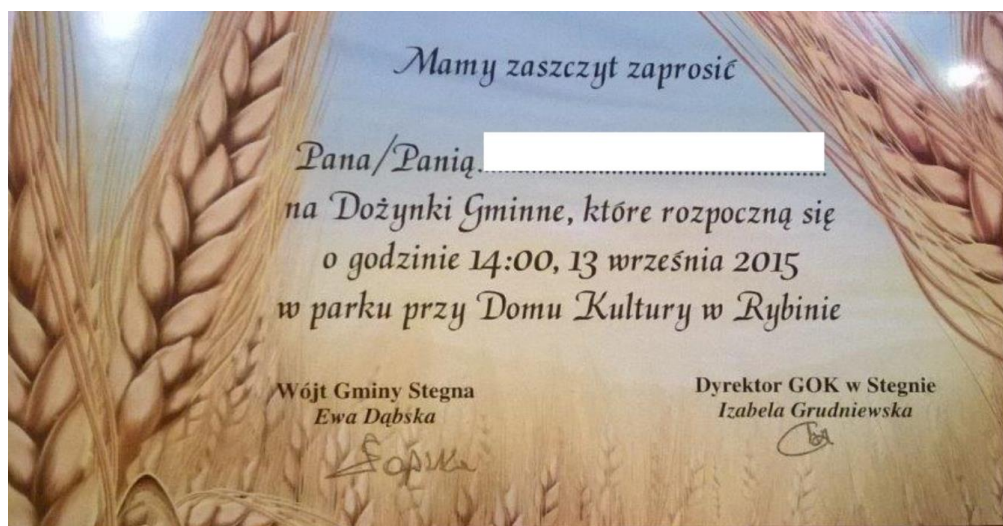 Mamy zaszczyt zaprosić
Pana/Panią
na Dożynki Gminne, które rozpoczną się
o godzinie 14:00, 13 września 2015
w parku przy Domu Kultury w Rybinie
Wójt Gminy Stegna
Ewa Dąbska
Dyrektor GOK w Stegnie
Izabela Grudniewska